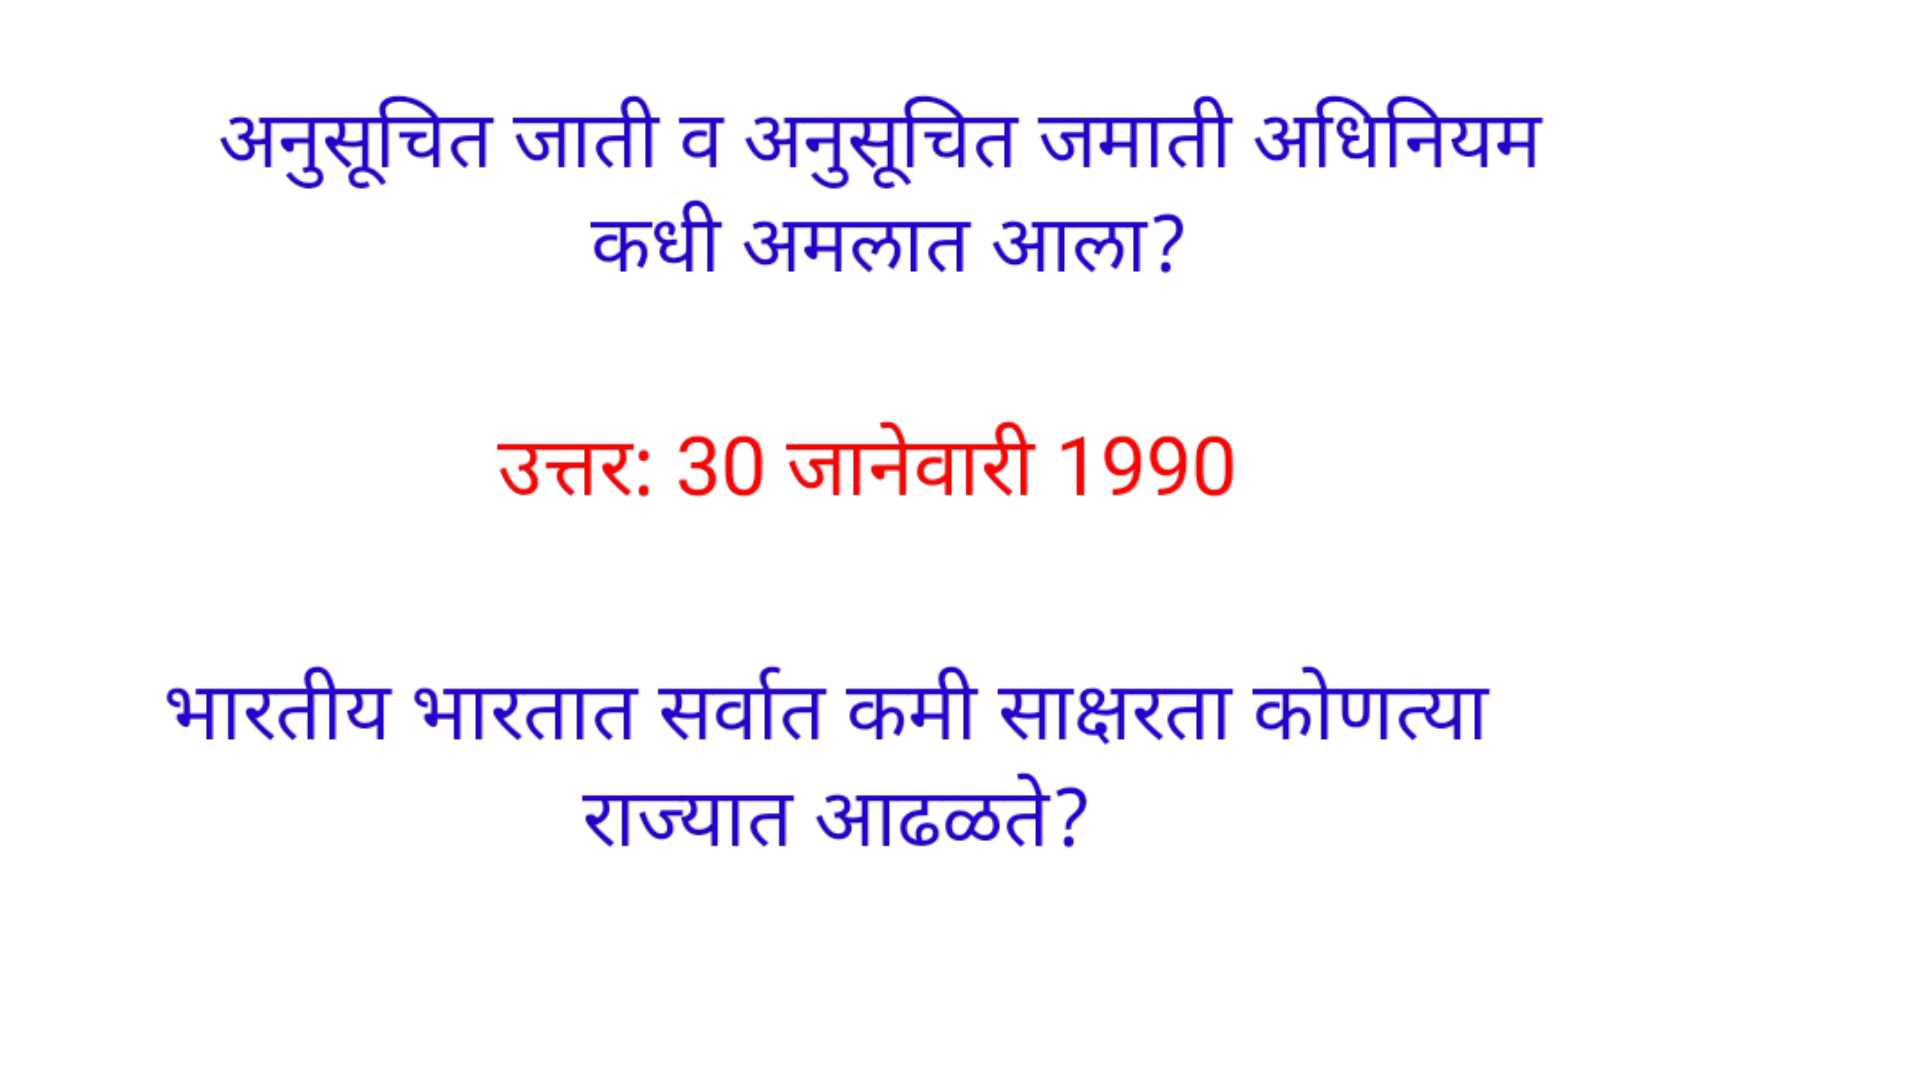 अनुसूचित जाती व अनुसूचित जमाती अधिनियम
कधी अमलात आला?
उत्तर: 30 जानेवारी 1990
भारतीय भारतात सर्वात कमी साक्षरता कोणत्या
राज्यात आढळते?